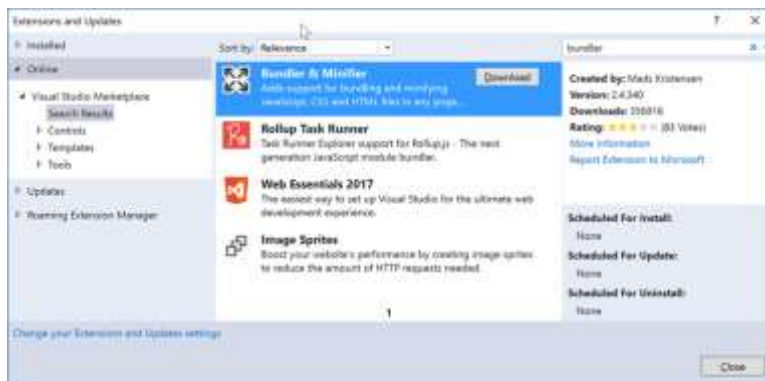 Extensions and Updates ? ×
Installed
Online
Visual Studio Marketplace
Search Results
Controls
Templates
Tools
Updates
Roaming Extension Manager
Change your Extensions and Updates settings
Sort by: Relevance
Bundler & Minifier
Adds support for bundling and minifying
JavaScript, CSS and HTML files in any proje...
Download
Rollup Task Runner
Task Runner Explorer support for Rollup.js - The next
generation JavaScript module bundler.
Web Essentials 2017
The easiest way to set up Visual Studio for the ultimate web
development experience.
Image Sprites
Boost your website's performance by creating image sprites
to reduce the amount of HTTP requests needed.
1
bundler
Created by: Mads Kristensen
Version: 2.4.340
Downloads:
Rating: (83 Votes)
More Information
Report Extension to Microsoft
Scheduled For Install:
None
Scheduled For Update:
None
Scheduled For Uninstall:
None
Close